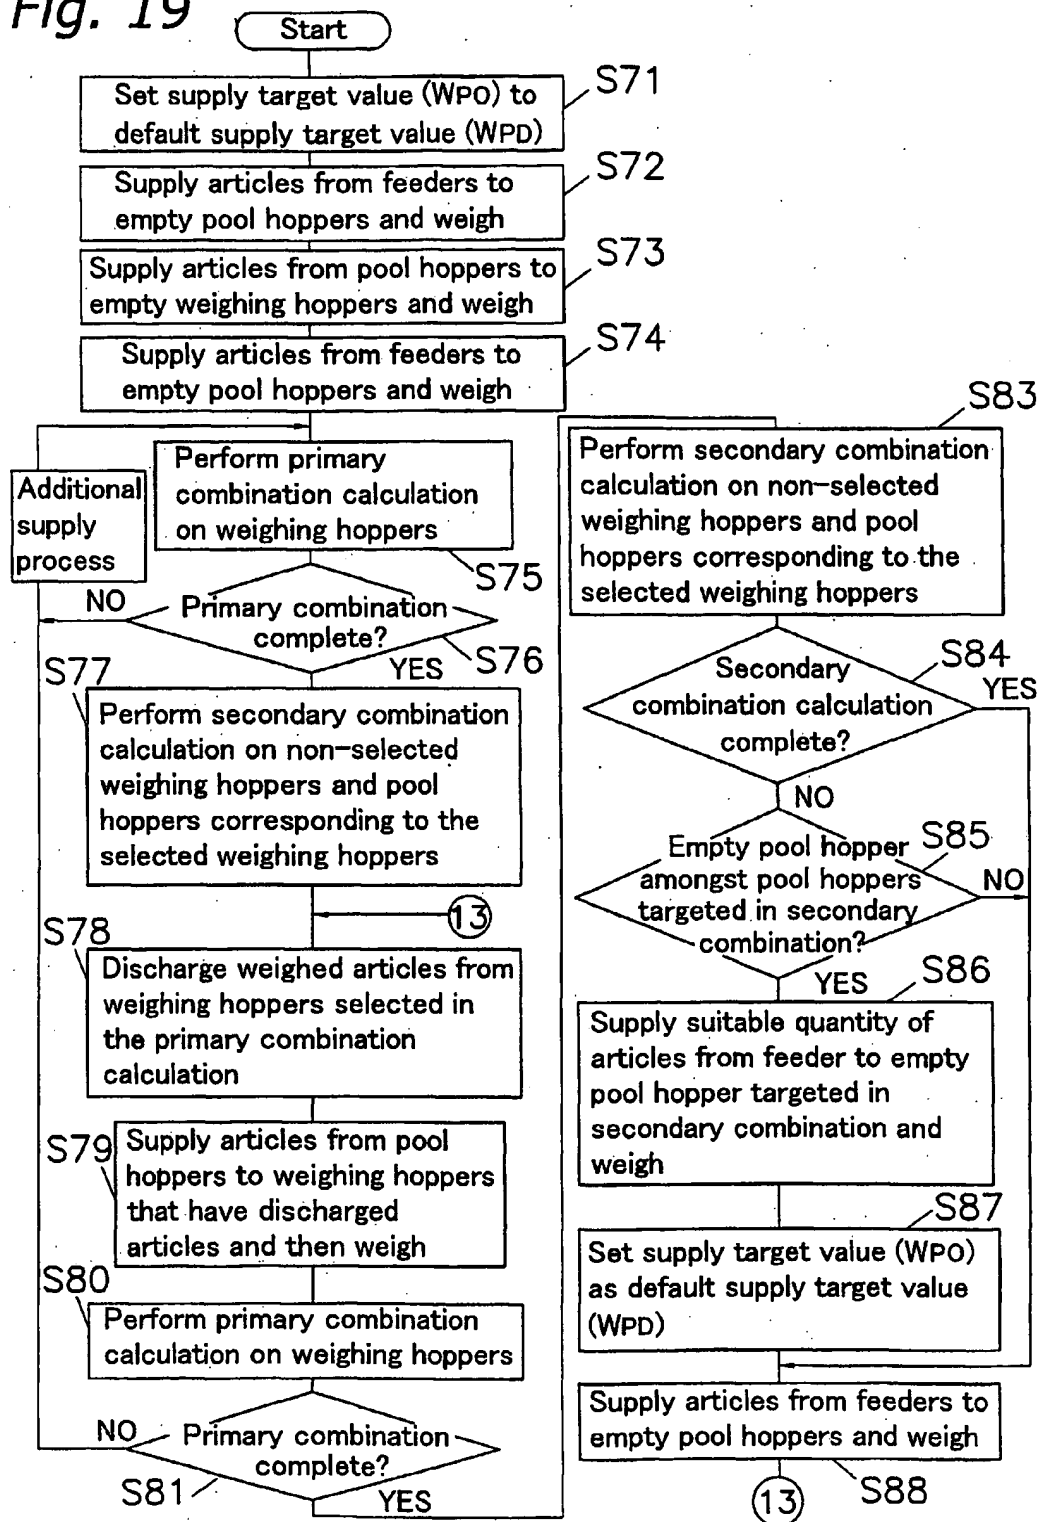 Fig. 19
Start
S71
Set supply target value (WPO) to
default supply target value (WPD)
S72
Supply articles from feeders to
empty pool hoppers and weigh
S73
Supply articles from pool hoppers to
empty weighing hoppers and weigh
S74
Supply articles from feeders to
empty pool hoppers and weigh
Additional
supply
process
Perform primary
combination calculation
on weighing hoppers
S75
NO
Primary combination
complete?
S76
YES
S77
Perform secondary combination
calculation on non-selected
weighing hoppers and pool
hoppers corresponding to the
selected weighing hoppers
13
S78
Discharge weighed articles from
weighing hoppers selected in
the primary combination
calculation
S79
Supply articles from pool
hoppers to weighing hoppers
that have discharged
articles and then weigh
S80
Perform primary combination
calculation on weighing hoppers
NO
Primary combination
complete?
S81
YES
S83
Perform secondary combination
calculation on non-selected
weighing hoppers and pool
hoppers corresponding to the
selected weighing hoppers
S84
Secondary
combination calculation
complete?
YES
NO
S85
Empty pool hopper
amongst pool hoppers
targeted in secondary
combination?
NO
YES
S86
Supply suitable quantity of
articles from feeder to empty
pool hopper targeted in
secondary combination and
weigh
S87
Set supply target value (WPO)
as default supply target value
(WPD)
Supply articles from feeders to
empty pool hoppers and weigh
S88
13